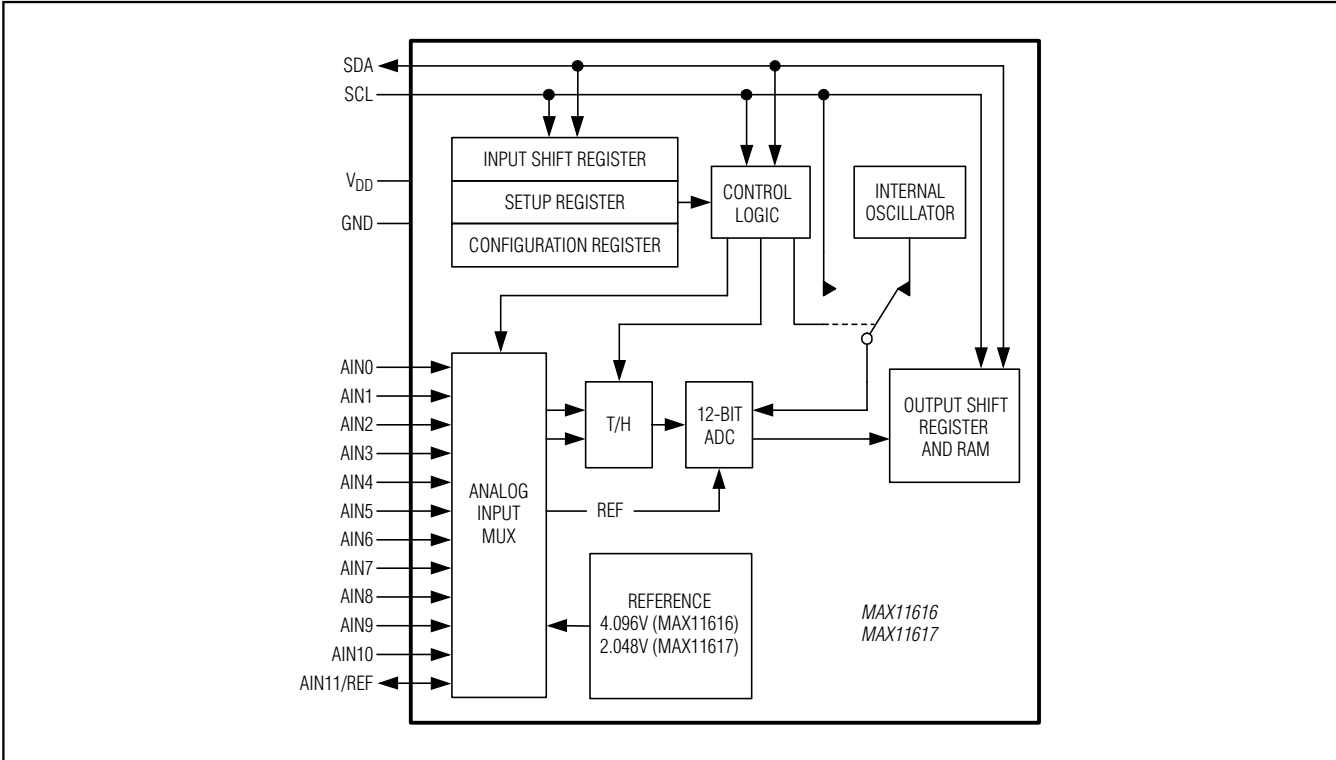 SDA
SCL
V_DD
GND
INPUT SHIFT REGISTER
SETUP REGISTER
CONFIGURATION REGISTER
CONTROL
LOGIC
INTERNAL
OSCILLATOR
AIN0
AIN1
AIN2
AIN3
AIN4
AIN5
AIN6
AIN7
AIN8
AIN9
AIN10
AIN11/REF
ANALOG
INPUT
MUX
T/H
12-BIT
ADC
REF
OUTPUT SHIFT
REGISTER
AND RAM
REFERENCE
4.096V (MAX11616)
2.048V (MAX11617)
MAX11616
MAX11617